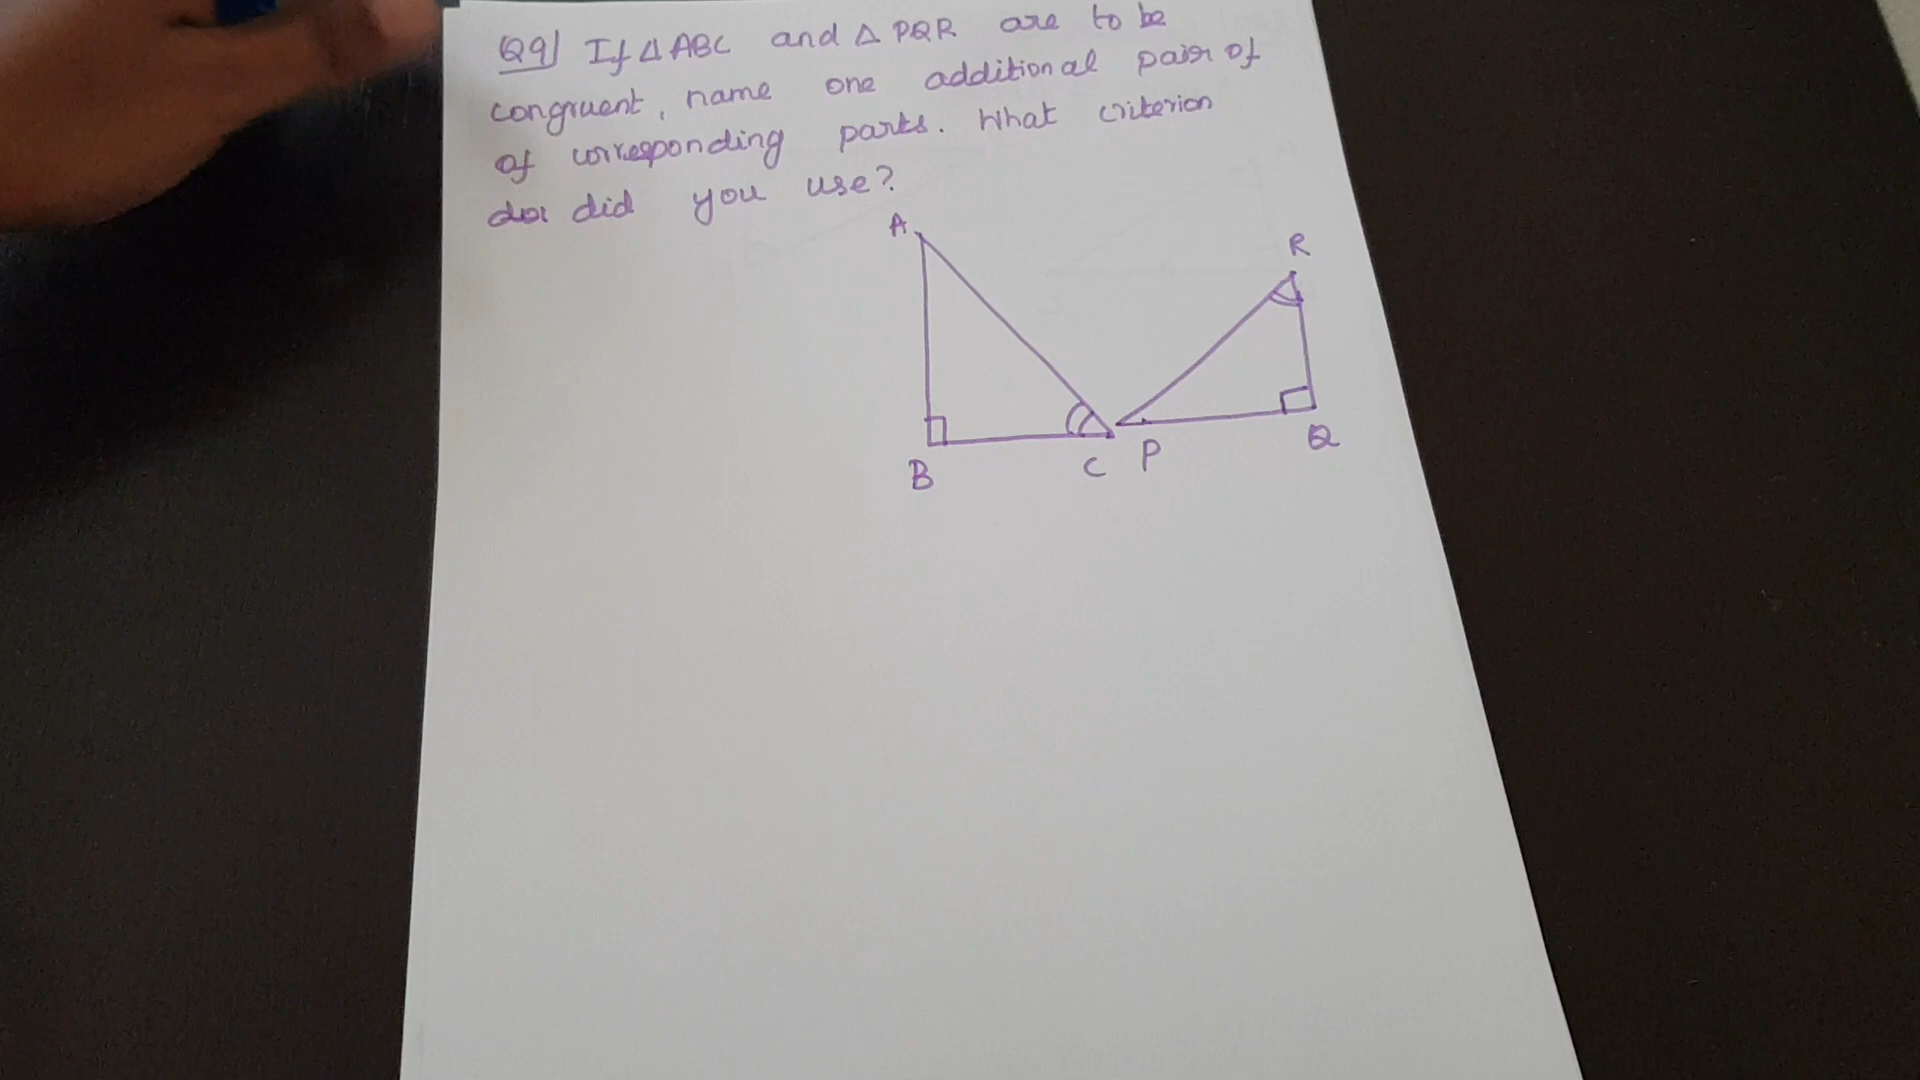 Q9] If △ ABC and △ PQR are to be
congruent, name one additional pair of
of corresponding parts. What criterion
did you use?
A
R
B
C
P
Q